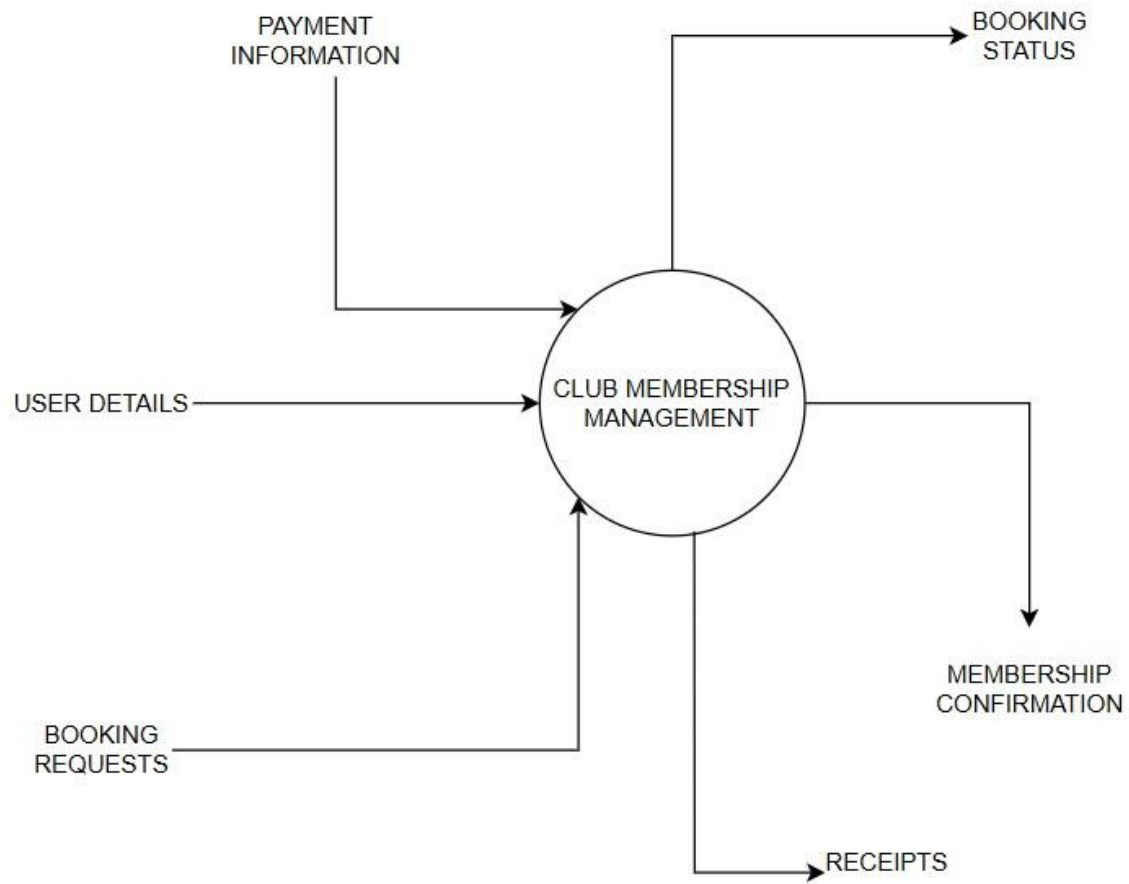 PAYMENT
INFORMATION
BOOKING
STATUS
USER DETAILS
CLUB MEMBERSHIP
MANAGEMENT
MEMBERSHIP
CONFIRMATION
BOOKING
REQUESTS
RECEIPTS